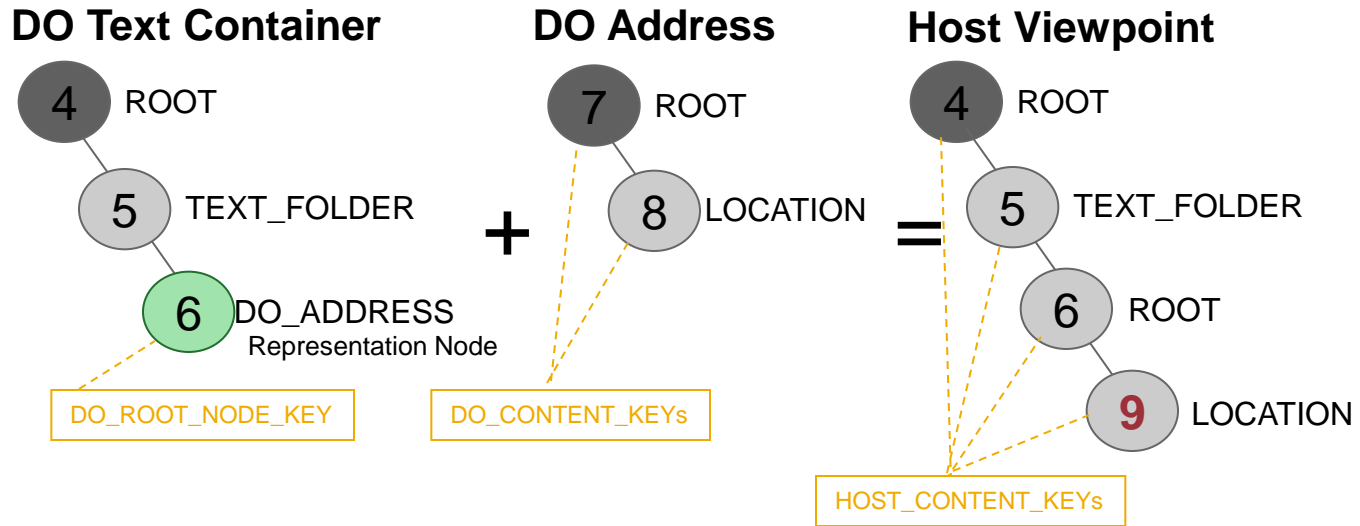 DO Text Container
4 ROOT
5 TEXT_FOLDER
6 DO_ADDRESS
Representation Node
DO_ROOT_NODE_KEY
+
DO Address
7 ROOT
8 LOCATION
DO_CONTENT_KEYs
=
Host Viewpoint
4 ROOT
5 TEXT_FOLDER
6 ROOT
9 LOCATION
HOST_CONTENT_KEYs